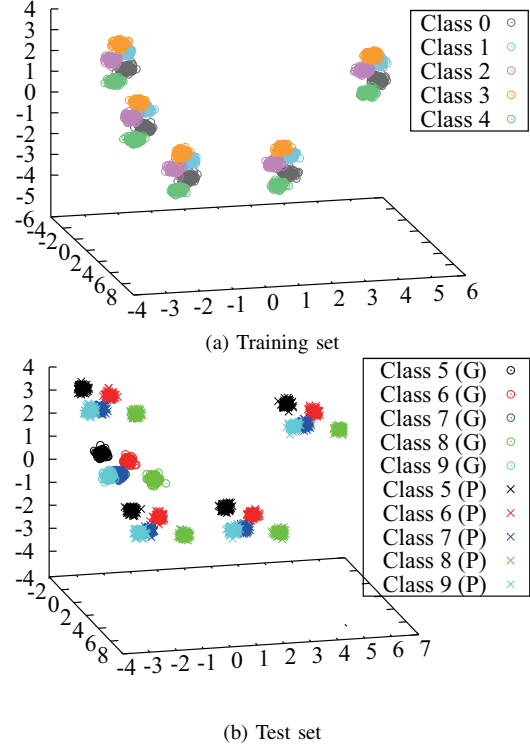 4
3
2
1
0
-1
-2
-3
-4
-5
-6
-4
-2
0
2
4
6
8
-4 -3 -2 -1 0 1 2 3 4 5 6
Class 0
Class 1
Class 2
Class 3
Class 4
(a) Training set
4
3
2
1
0
-1
-2
-3
-4
-4
-2
0
2
4
6
8
-4 -3 -2 -1 0 1 2 3 4 5 6 7
Class 5 (G)
Class 6 (G)
Class 7 (G)
Class 8 (G)
Class 9 (G)
Class 5 (P)
Class 6 (P)
Class 7 (P)
Class 8 (P)
Class 9 (P)
(b) Test set